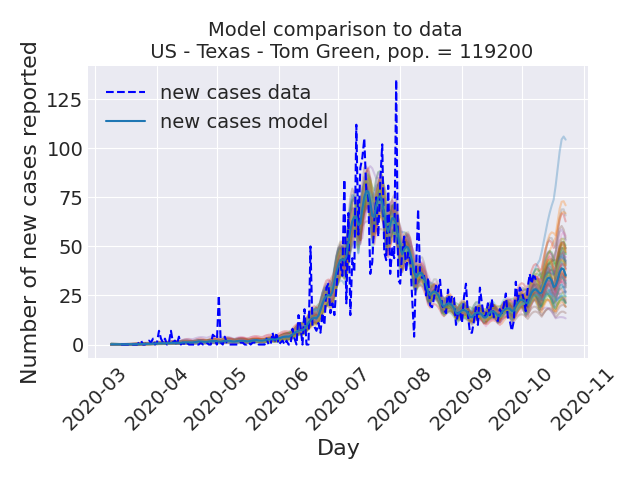 Model comparison to data
US - Texas - Tom Green, pop. = 119200
Number of new cases reported
125
100
75
50
25
0
new cases data
new cases model
2020-03
2020-04
2020-05
2020-06
2020-07
2020-08
2020-09
2020-10
2020-11
Day